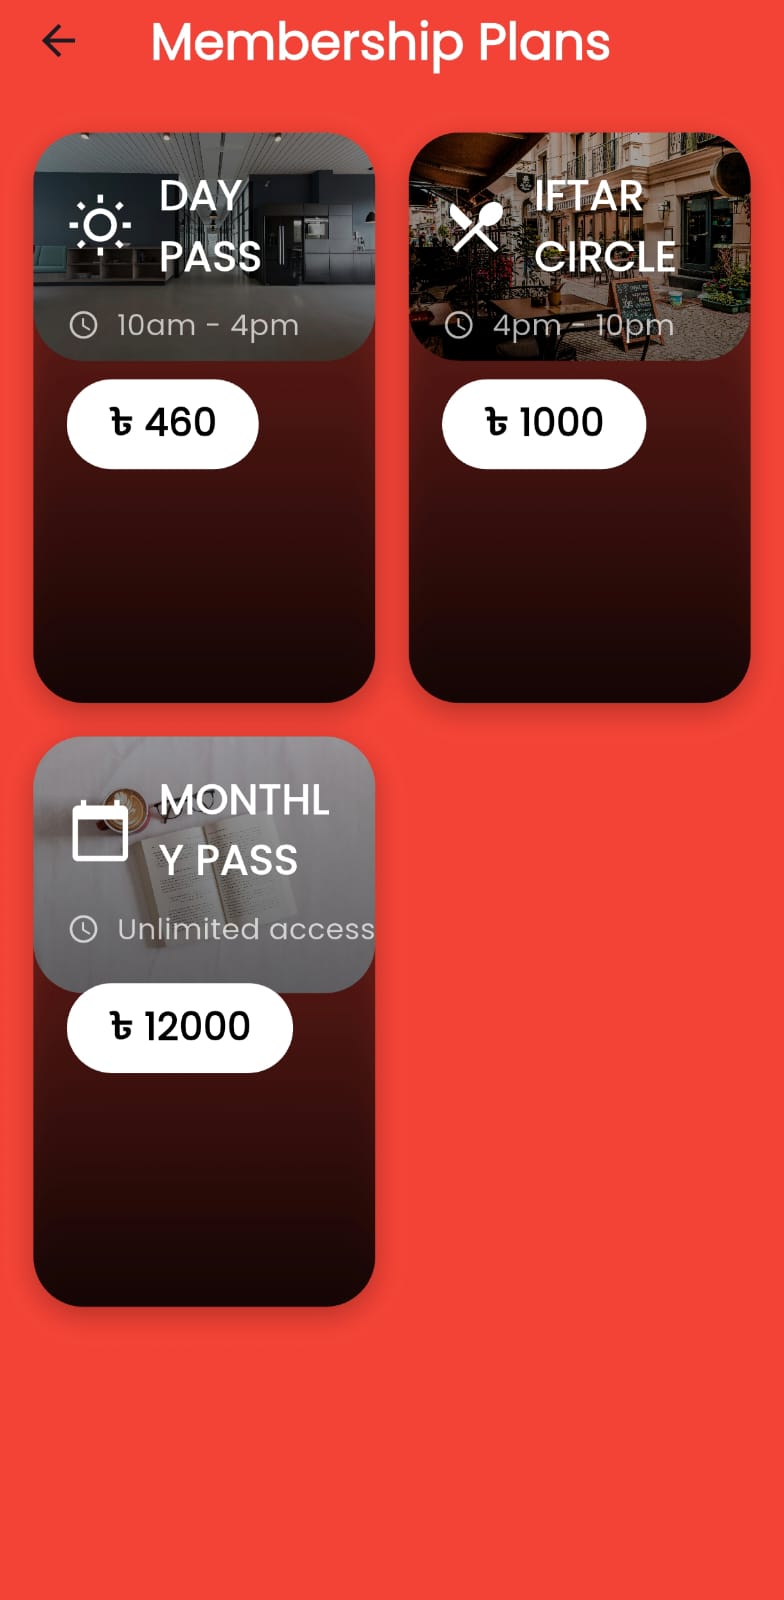 Membership Plans
DAY
PASS
10am - 4pm
৳ 460
IFTAR
CIRCLE
4pm - 10pm
৳ 1000
MONTHL
Y PASS
Unlimited access
৳ 12000